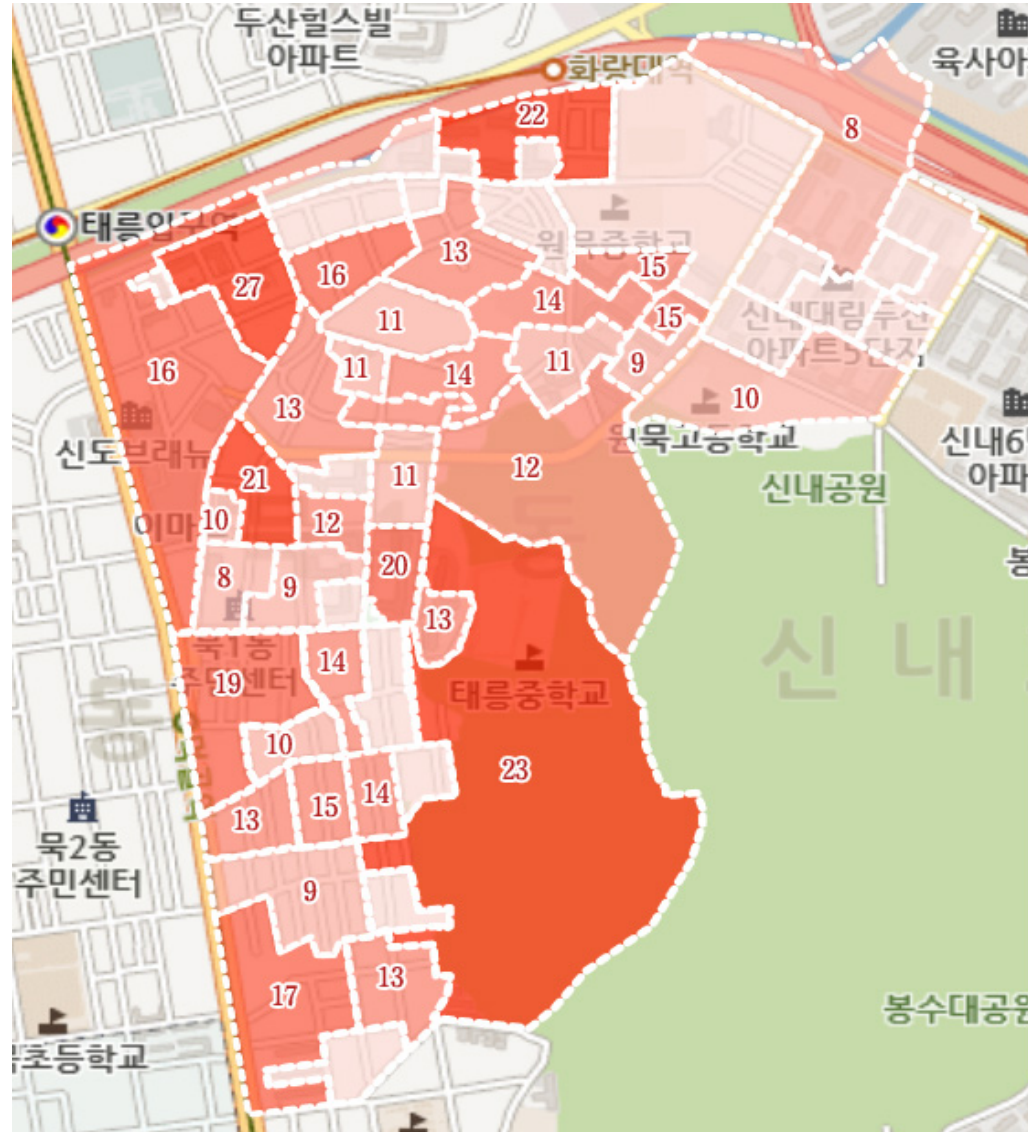 두산힐스빌
아파트
화랑대역
육사아
22
8
태릉입구역
13
원묵중학교
15
27
16
14
11
15
신내대림두산
아파트5단지
11
14
11
9
16
13
10
원묵고등학교
신도브래뉴
신내6
아파
21
11
12
신내공원
10
이마
12
동
봉
8
9
20
13
묵1동
주민센터
14
신내
19
태릉중학교
10
23
13
15
14
묵2동
주민센터
9
13
17
봉수대공원
초등학교